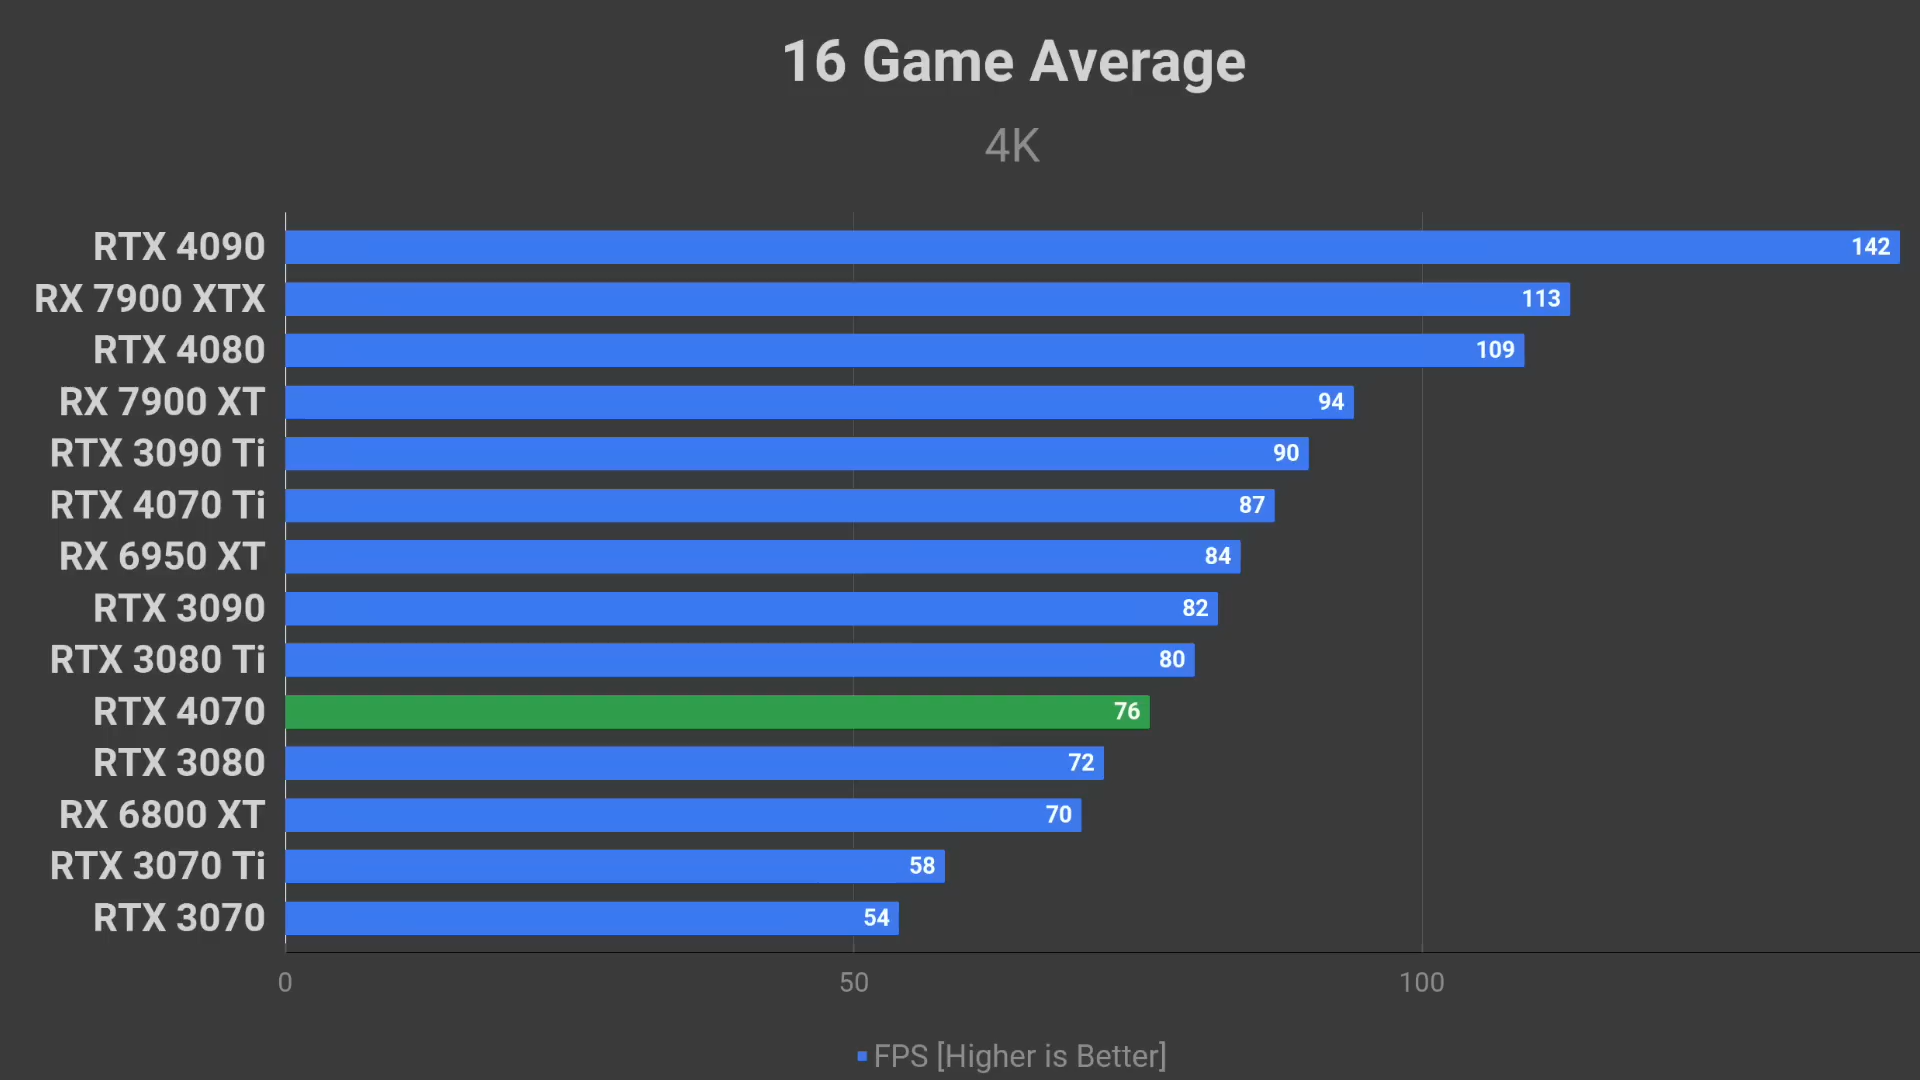 16 Game Average
4K
RTX 4090 142
RX 7900 XTX 113
RTX 4080 109
RX 7900 XT 94
RTX 3090 Ti 90
RTX 4070 Ti 87
RX 6950 XT 84
RTX 3090 82
RTX 3080 Ti 80
RTX 4070 76
RTX 3080 72
RX 6800 XT 70
RTX 3070 Ti 58
RTX 3070 54
0 50 100
FPS [Higher is Better]